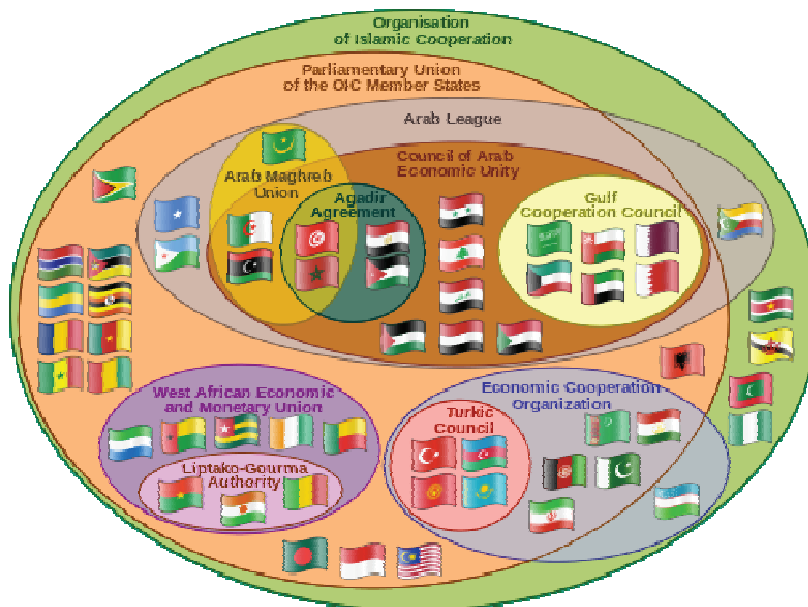 Organisation
of Islamic Cooperation
Parliamentary Union
of the OIC Member States
Arab League
Council of Arab
Economic Unity
Arab Maghreb
Union
Agadir
Agreement
Gulf
Cooperation Council
West African Economic
and Monetary Union
Liptako-Gourma
Authority
Economic Cooperation
Organization
Turkic
Council